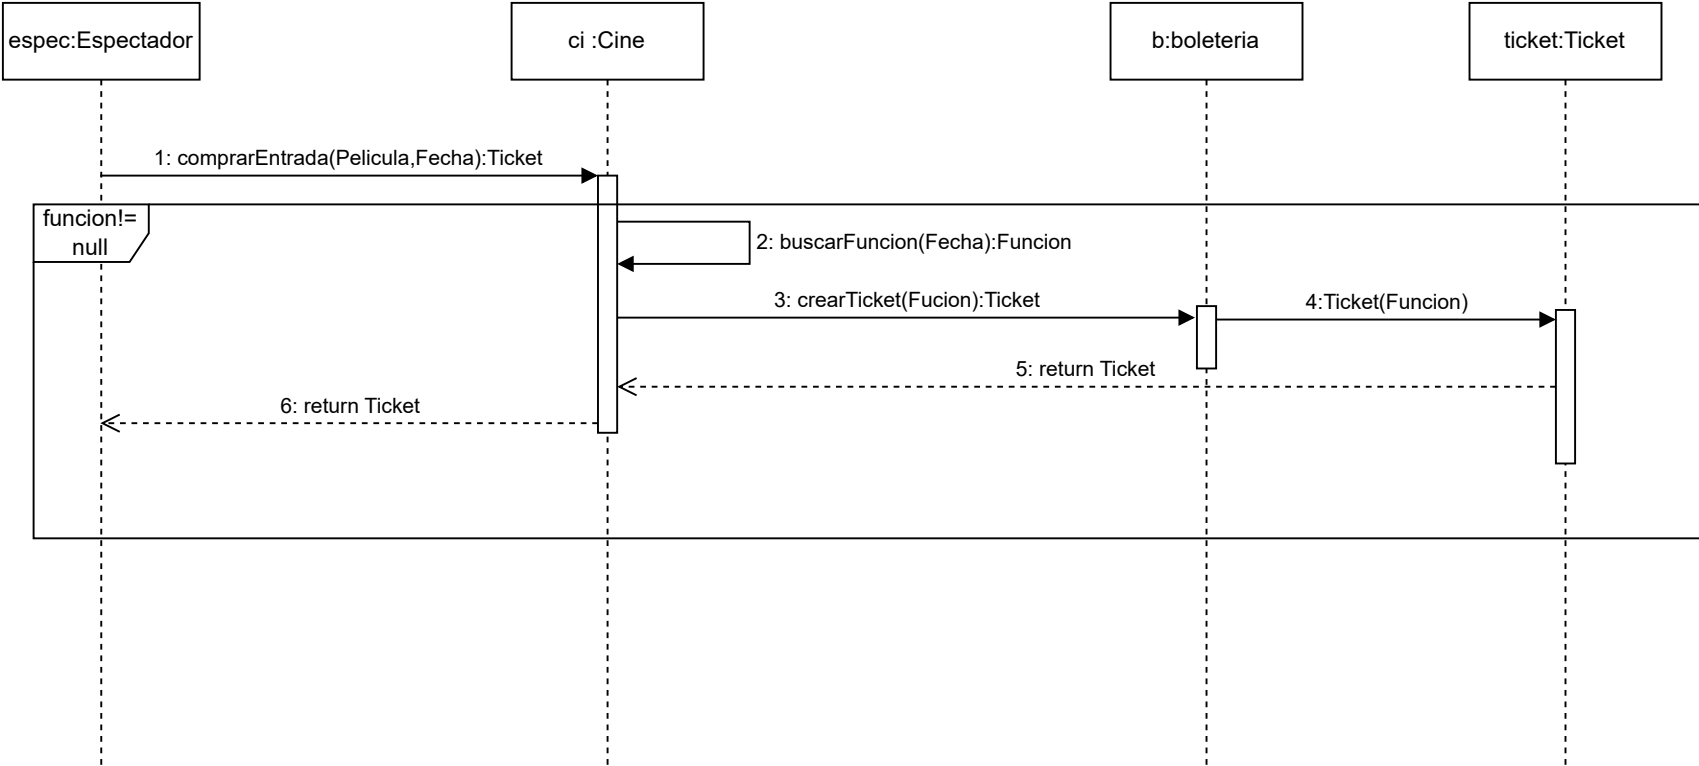 espec:Espectador
ci :Cine
b:boleteria
ticket:Ticket
1: comprarEntrada(Pelicula,Fecha):Ticket
funcion!=
null
2: buscarFuncion(Fecha):Funcion
3: crearTicket(Fucion):Ticket
4:Ticket(Funcion)
5: return Ticket
6: return Ticket